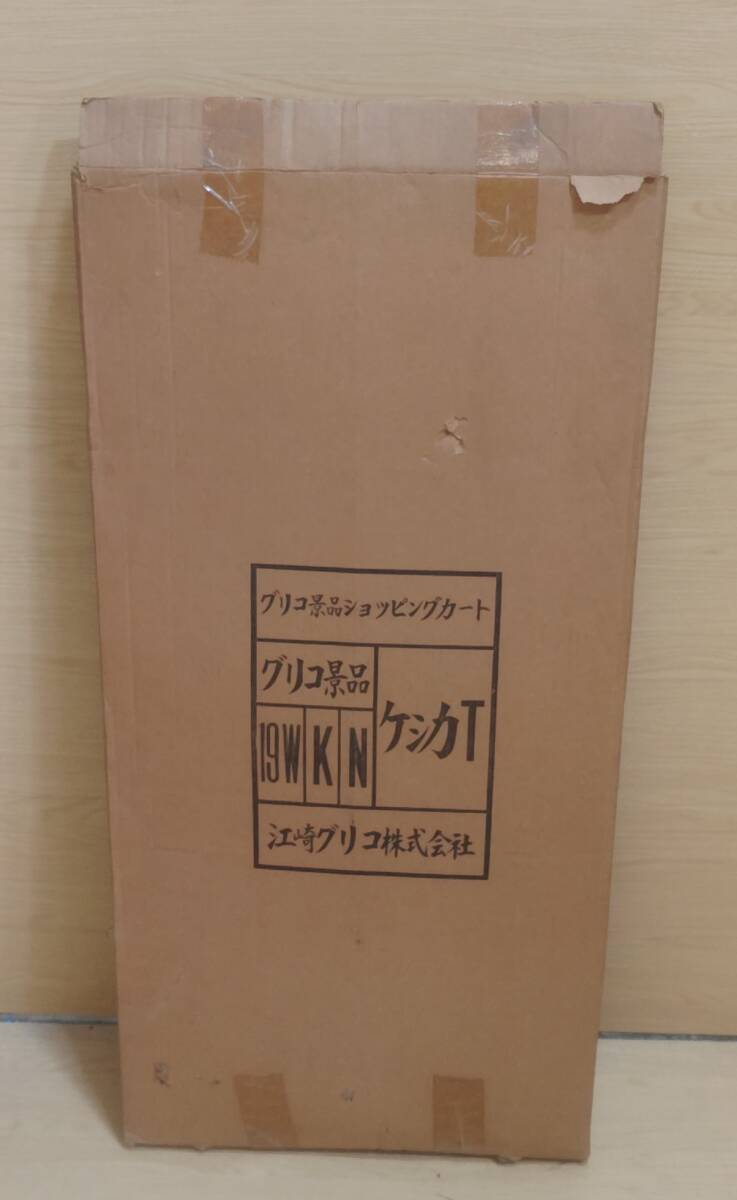 グリコ景品ショッピングカート
グリコ景品
ケシカT
19W K N
江崎グリコ株式会社